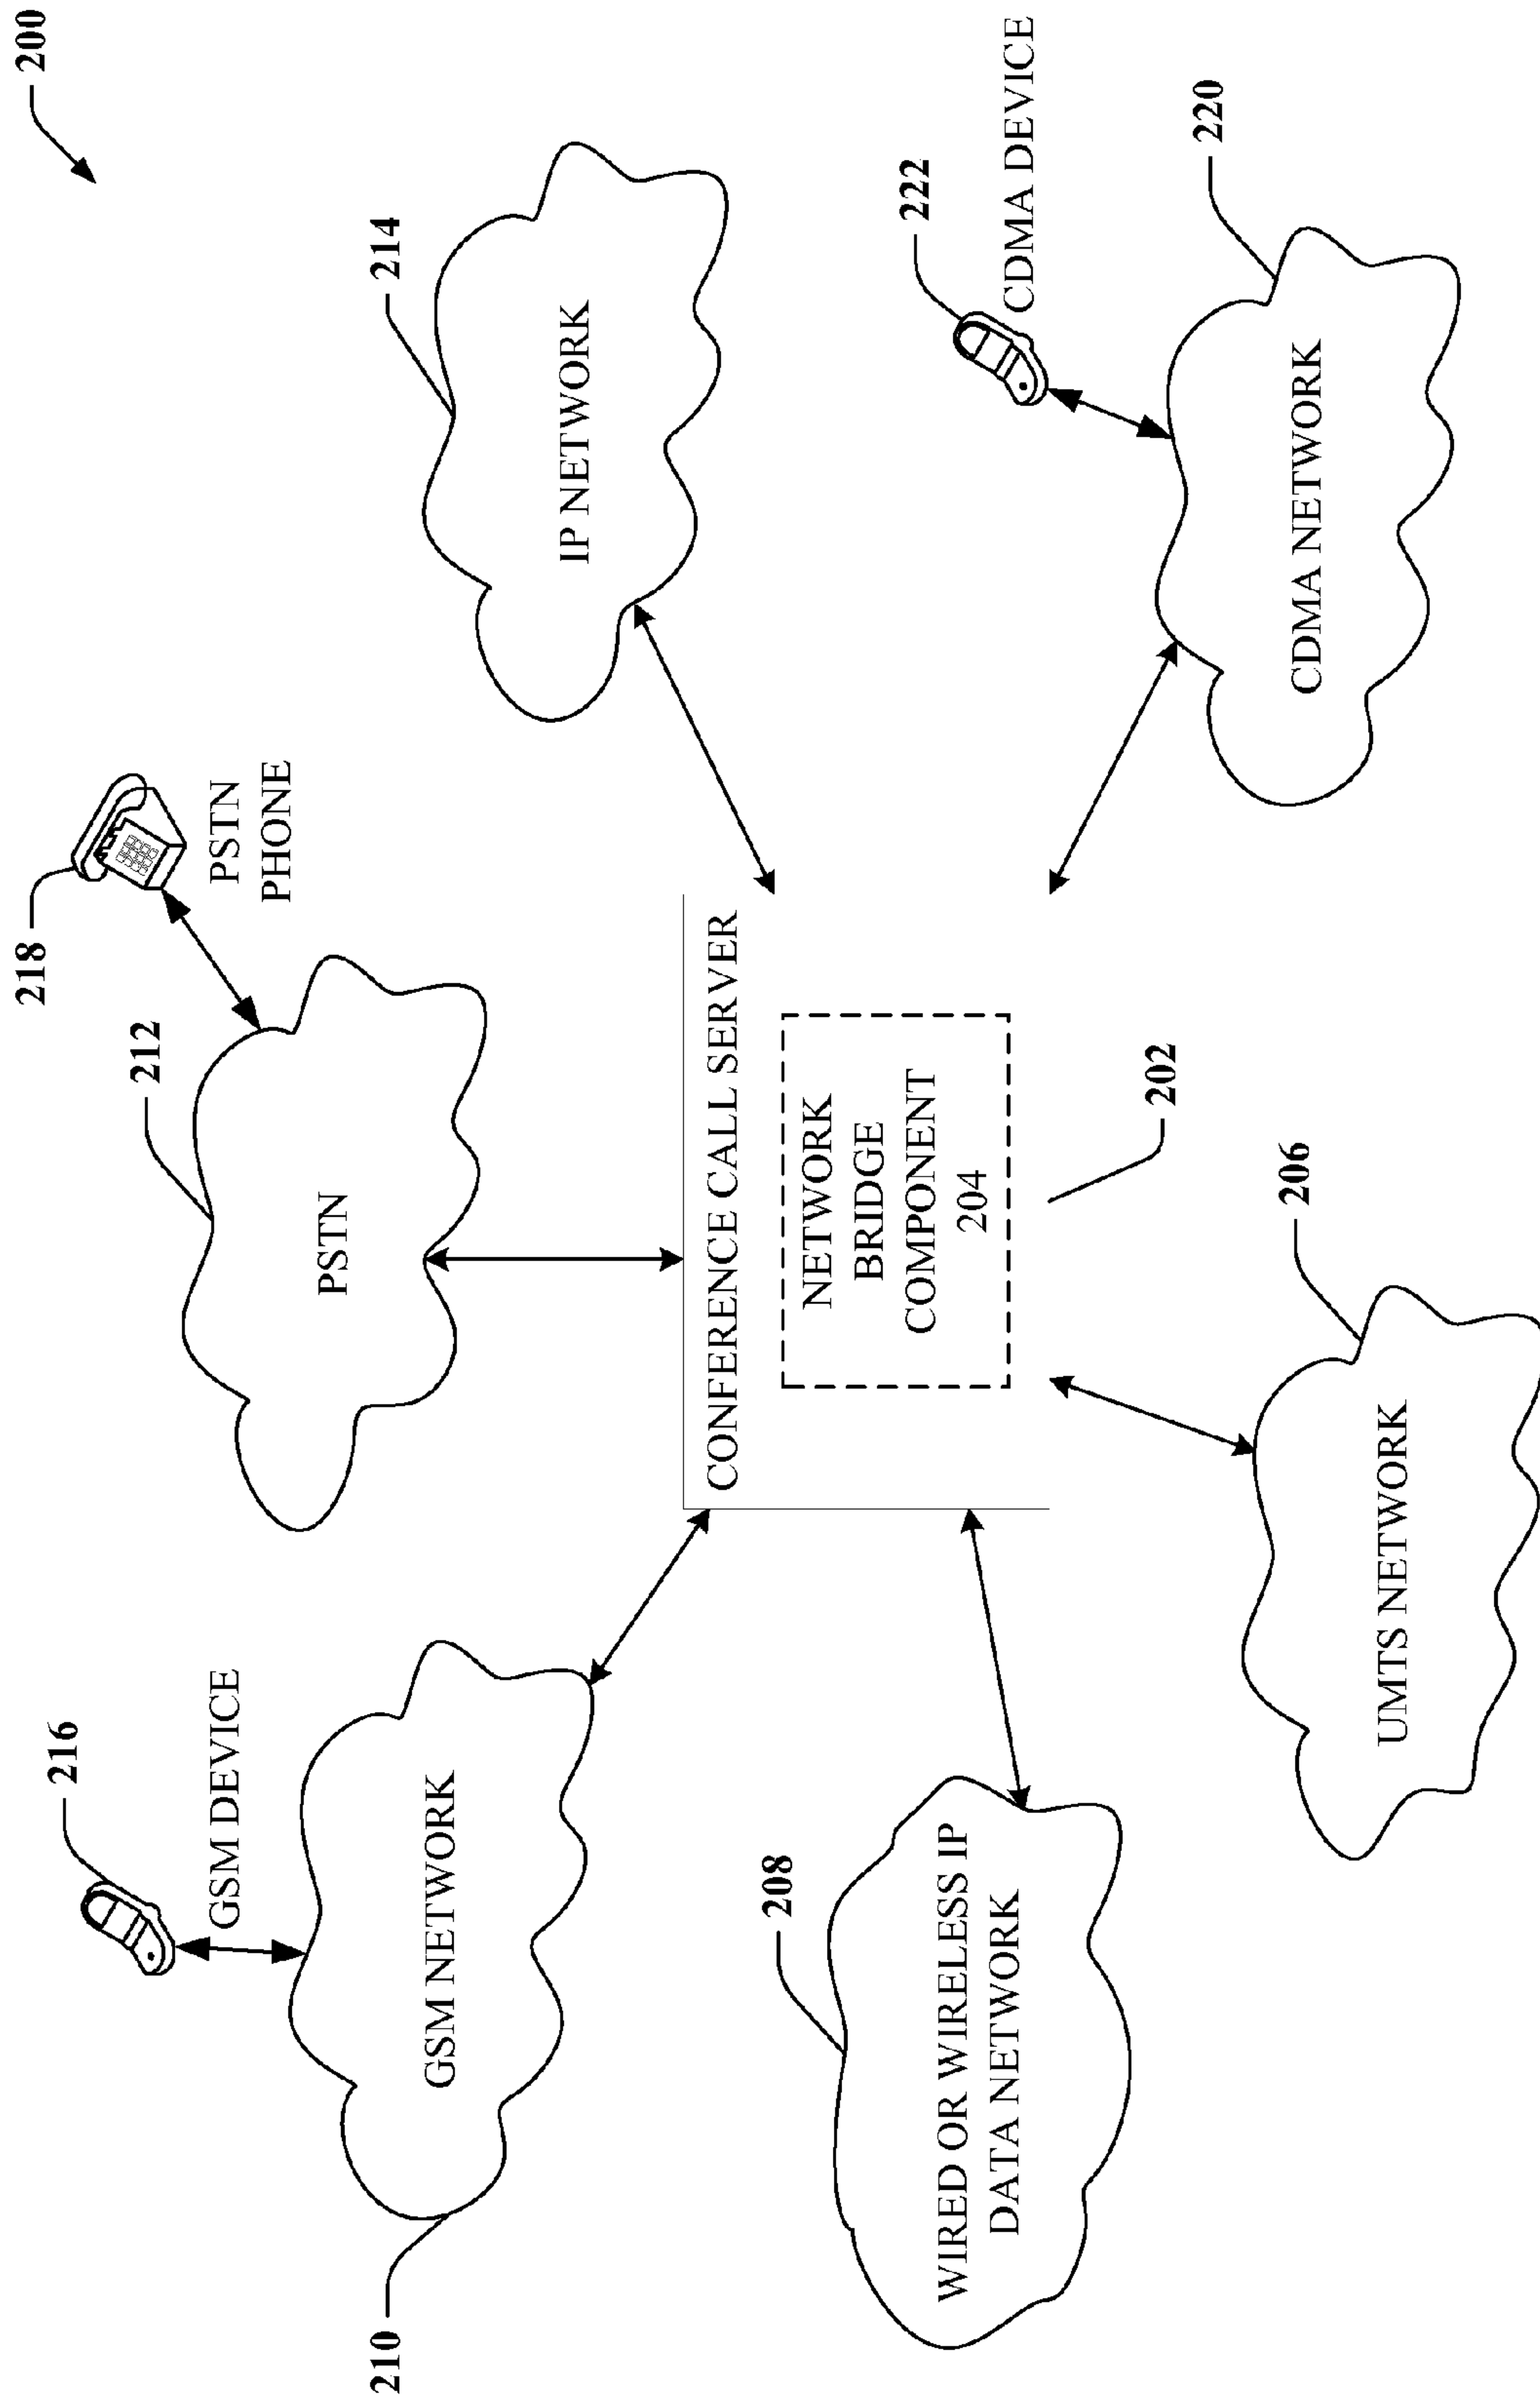 200
216
GSM DEVICE
GSM NETWORK
210
212
PSTN
218
PSTN
PHONE
214
IP NETWORK
CONFERENCE CALL SERVER
NETWORK
BRIDGE
COMPONENT
204
202
208
WIRED OR WIRELESS IP
DATA NETWORK
206
UMTS NETWORK
222
CDMA DEVICE
220
CDMA NETWORK